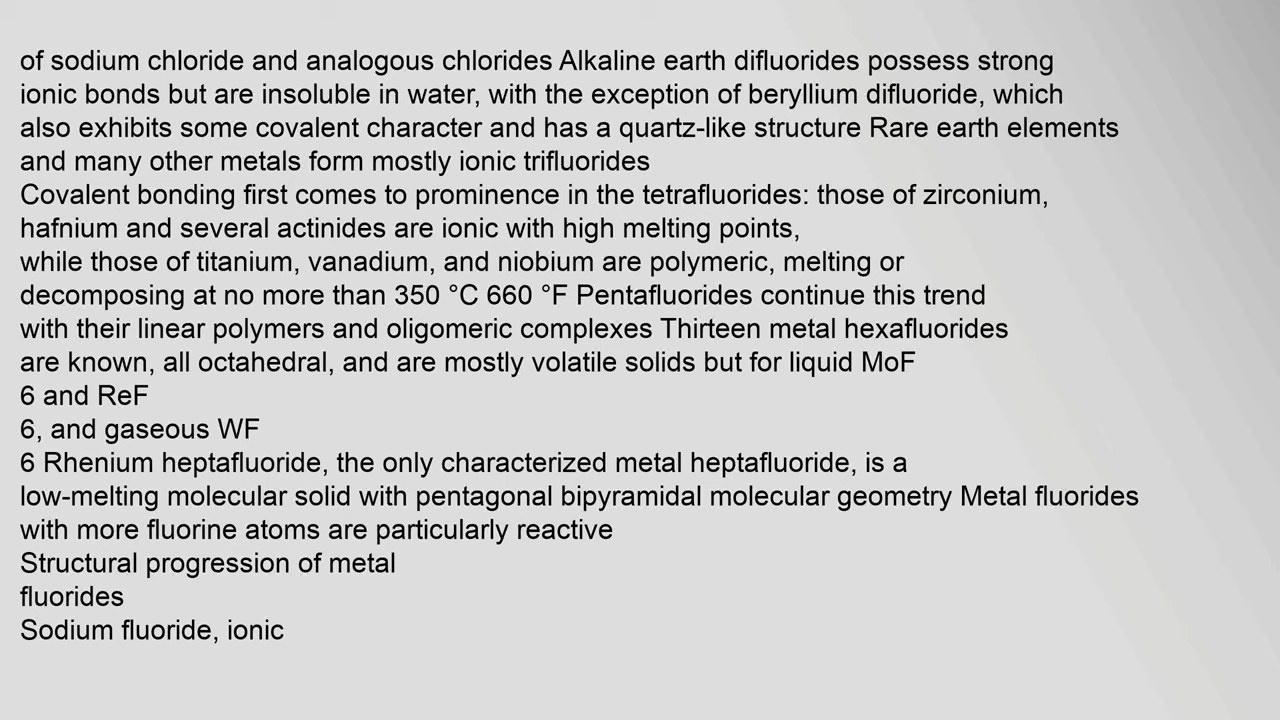 of sodium chloride and analogous chlorides Alkaline earth difluorides possess strong
ionic bonds but are insoluble in water, with the exception of beryllium difluoride, which
also exhibits some covalent character and has a quartz-like structure Rare earth elements
and many other metals form mostly ionic trifluorides
Covalent bonding first comes to prominence in the tetrafluorides: those of zirconium,
hafnium and several actinides are ionic with high melting points,
while those of titanium, vanadium, and niobium are polymeric, melting or
decomposing at no more than 350 °C 660 °F Pentafluorides continue this trend
with their linear polymers and oligomeric complexes Thirteen metal hexafluorides
are known, all octahedral, and are mostly volatile solids but for liquid MoF
6 and ReF
6, and gaseous WF
6 Rhenium heptafluoride, the only characterized metal heptafluoride, is a
low-melting molecular solid with pentagonal bipyramidal molecular geometry Metal fluorides
with more fluorine atoms are particularly reactive
Structural progression of metal
fluorides
Sodium fluoride, ionic